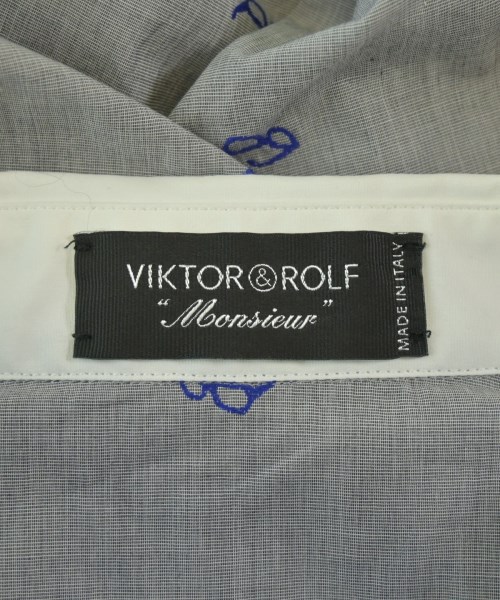 VIKTOR&ROLF
"Monsieur"
MADE IN ITALY